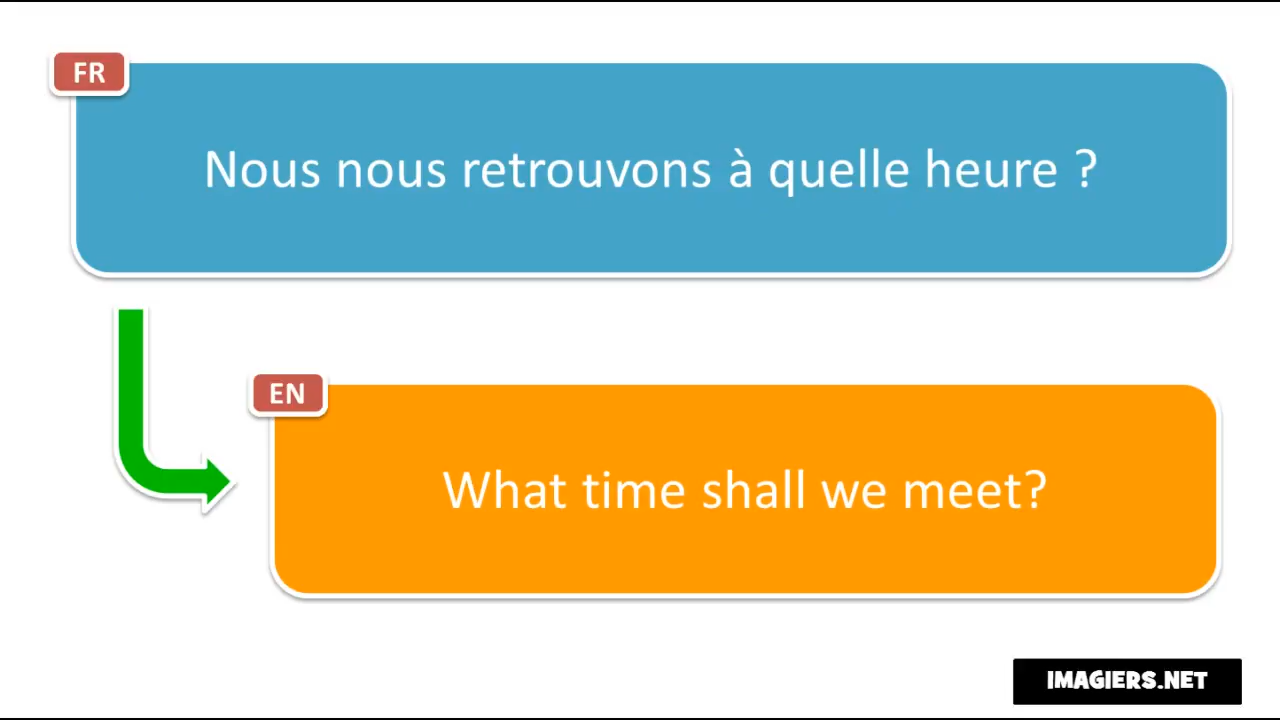 FR
Nous nous retrouvons à quelle heure ?
EN
What time shall we meet?
IMAGIERS.NET